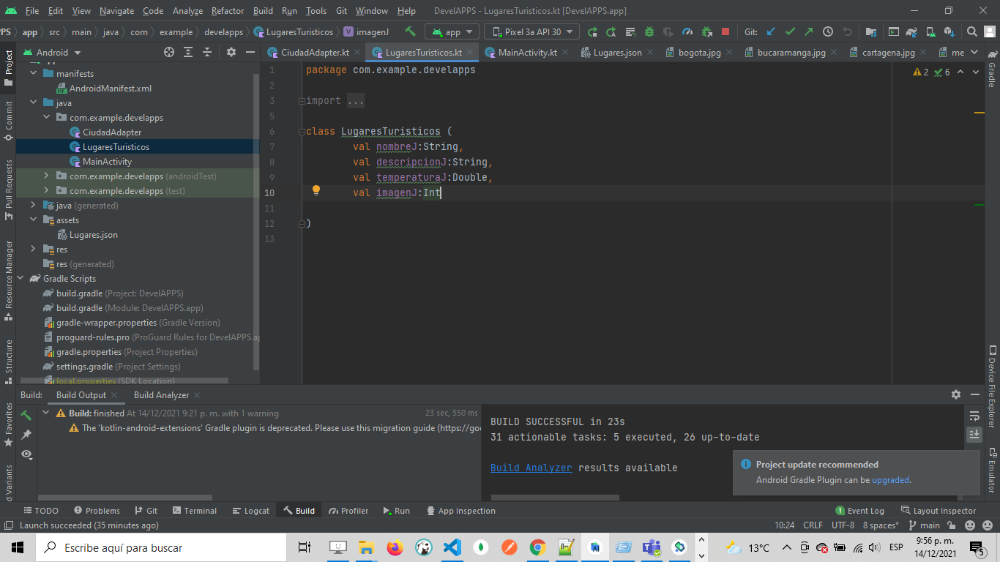 File Edit View Navigate Code Analyze Refactor Build Run Tools Git Window Help DevelAPPS - LugaresTuristicos.kt [DevelAPPS.app]
PS app src main java com example develapps LugaresTuristicos imagenJ app Pixel 3a API 30 Git:
Android
CiudadAdapter.kt LugaresTuristicos.kt MainActivity.kt Lugares.json bogota.jpg bucaramanga.jpg cartagena.jpg me
Project
Commit
Pull Requests
Resource Manager
Structure
Favorites
d Variants
manifests
AndroidManifest.xml
java
com.example.develapps
CiudadAdapter
LugaresTuristicos
MainActivity
com.example.develapps (androidTest)
com.example.develapps (test)
java (generated)
assets
Lugares.json
res
res (generated)
Gradle Scripts
build.gradle (Project: DevelAPPS)
build.gradle (Module: DevelAPPS.app)
gradle-wrapper.properties (Gradle Version)
proguard-rules.pro (ProGuard Rules for DevelAPPS.ap
gradle.properties (Project Properties)
settings.gradle (Project Settings)
local.properties (SDK Location)
1 package com.example.develapps
2
3 import ...
5
6 class LugaresTuristicos (
7 val nombreJ:String,
8 val descripcionJ:String,
9 val temperaturaJ:Double,
10 val imagenJ:Int
11
12 )
13
2 6
Gradle
Device File Explorer
Emulator
Build: Build Output Build Analyzer
Build: finished At 14/12/2021 9:21 p. m. with 1 warning 23 sec, 550 ms
The 'kotlin-android-extensions' Gradle plugin is deprecated. Please use this migration guide (https://goo
BUILD SUCCESSFUL in 23s
31 actionable tasks: 5 executed, 26 up-to-date
Build Analyzer results available
Project update recommended
Android Gradle Plugin can be upgraded.
TODO Problems Git Terminal Logcat Build Profiler Run App Inspection 1 Event Log Layout Inspector
Launch succeeded (35 minutes ago) 10:24 CRLF UTF-8 8 spaces* main
Escribe aquí para buscar 13°C ESP 9:56 p. m.
14/12/2021 5